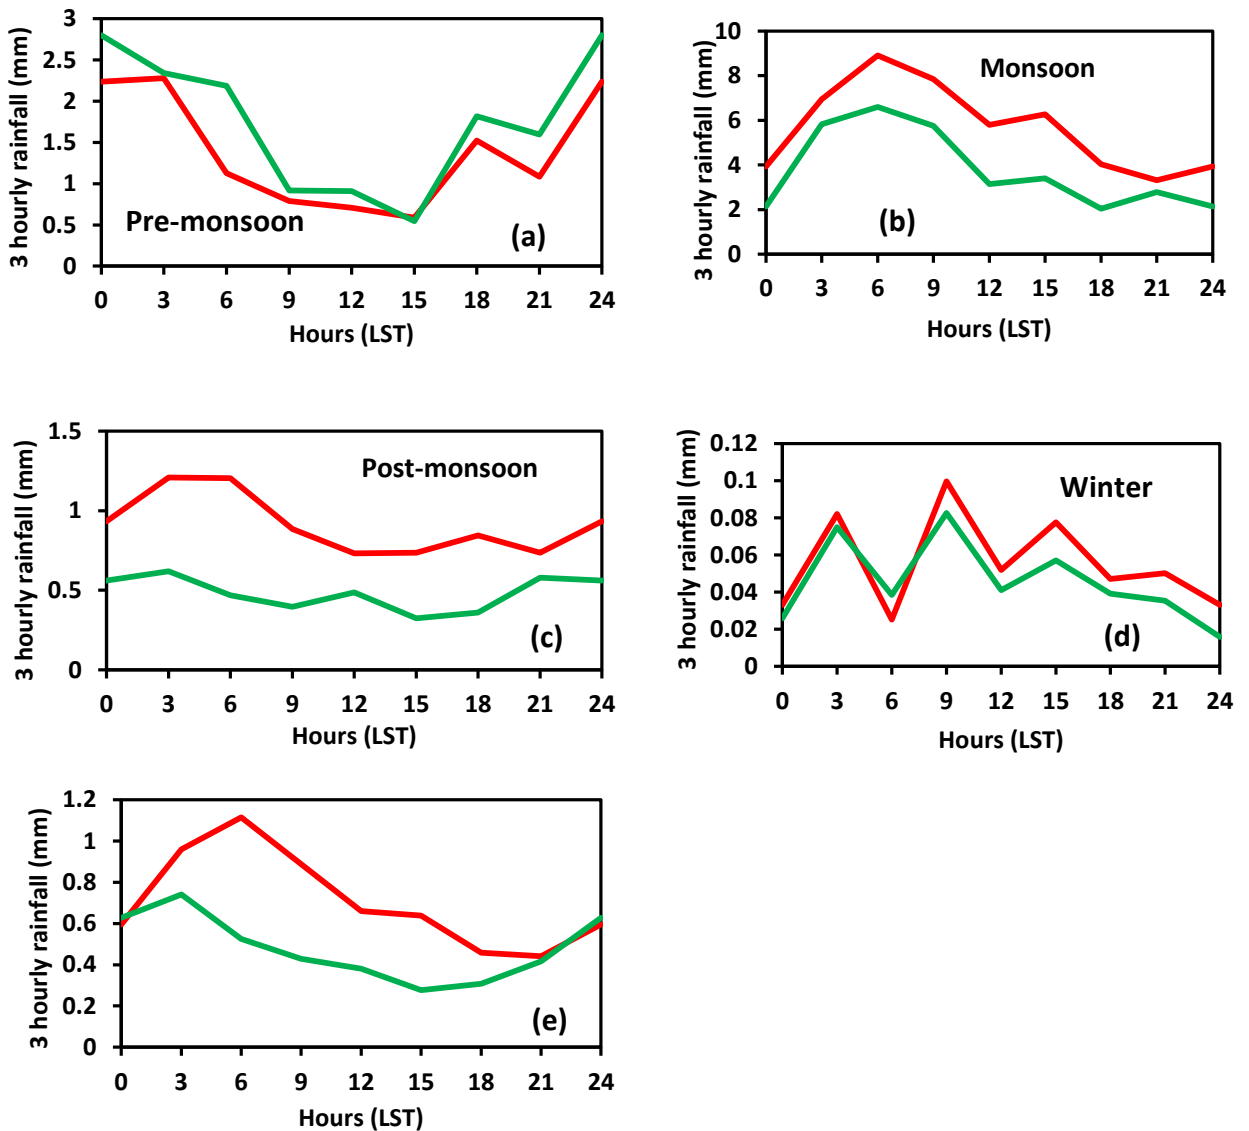 3 hourly rainfall (mm)
3
2.5
2
1.5
1
0.5
0
Pre-monsoon
(a)
0 3 6 9 12 15 18 21 24
Hours (LST)
3 hourly rainfall (mm)
10
8
6
4
2
0
Monsoon
(b)
0 3 6 9 12 15 18 21 24
Hours (LST)
3 hourly rainfall (mm)
1.5
1
0.5
0
Post-monsoon
(c)
0 3 6 9 12 15 18 21 24
Hours (LST)
3 hourly rainfall (mm)
0.12
0.1
0.08
0.06
0.04
0.02
0
Winter
(d)
0 3 6 9 12 15 18 21 24
Hours (LST)
3 hourly rainfall (mm)
1.2
1
0.8
0.6
0.4
0.2
0
(e)
0 3 6 9 12 15 18 21 24
Hours (LST)